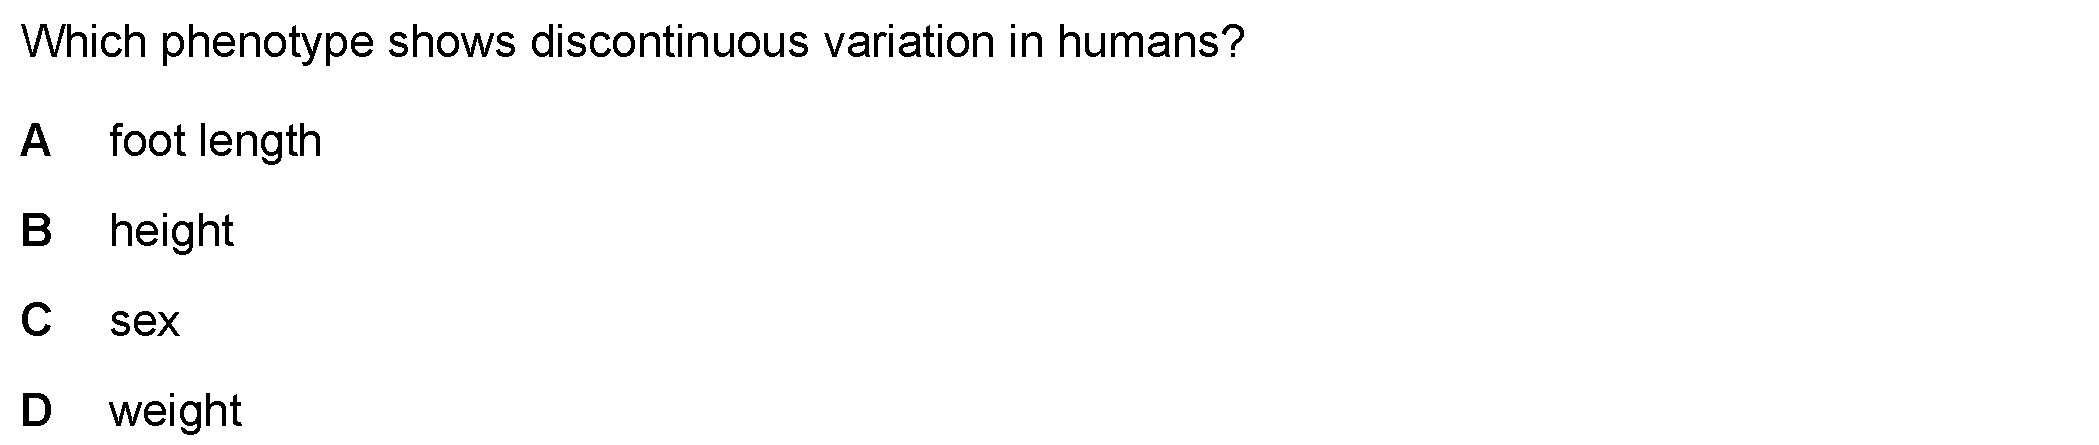 Which phenotype shows discontinuous variation in humans?
A foot length
B height
C sex
D weight